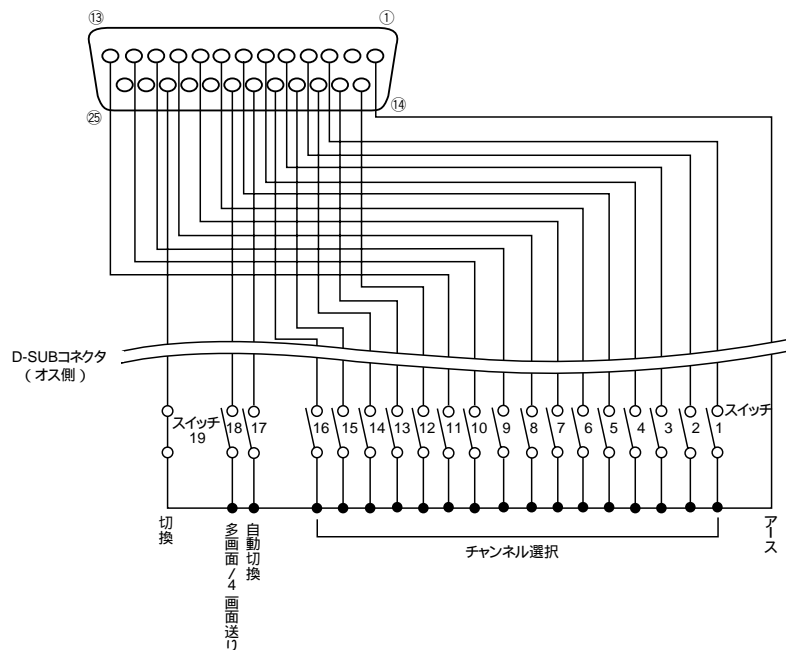 ⑬ ①
㉕ ⑭
D-SUBコネクタ
(オス側)
スイッチ
19
18 17 16 15 14 13 12 11 10 9 8 7 6 5 4 3 2 1
スイッチ
切換
多画面/4画面送り
自動切換
チャンネル選択
アース